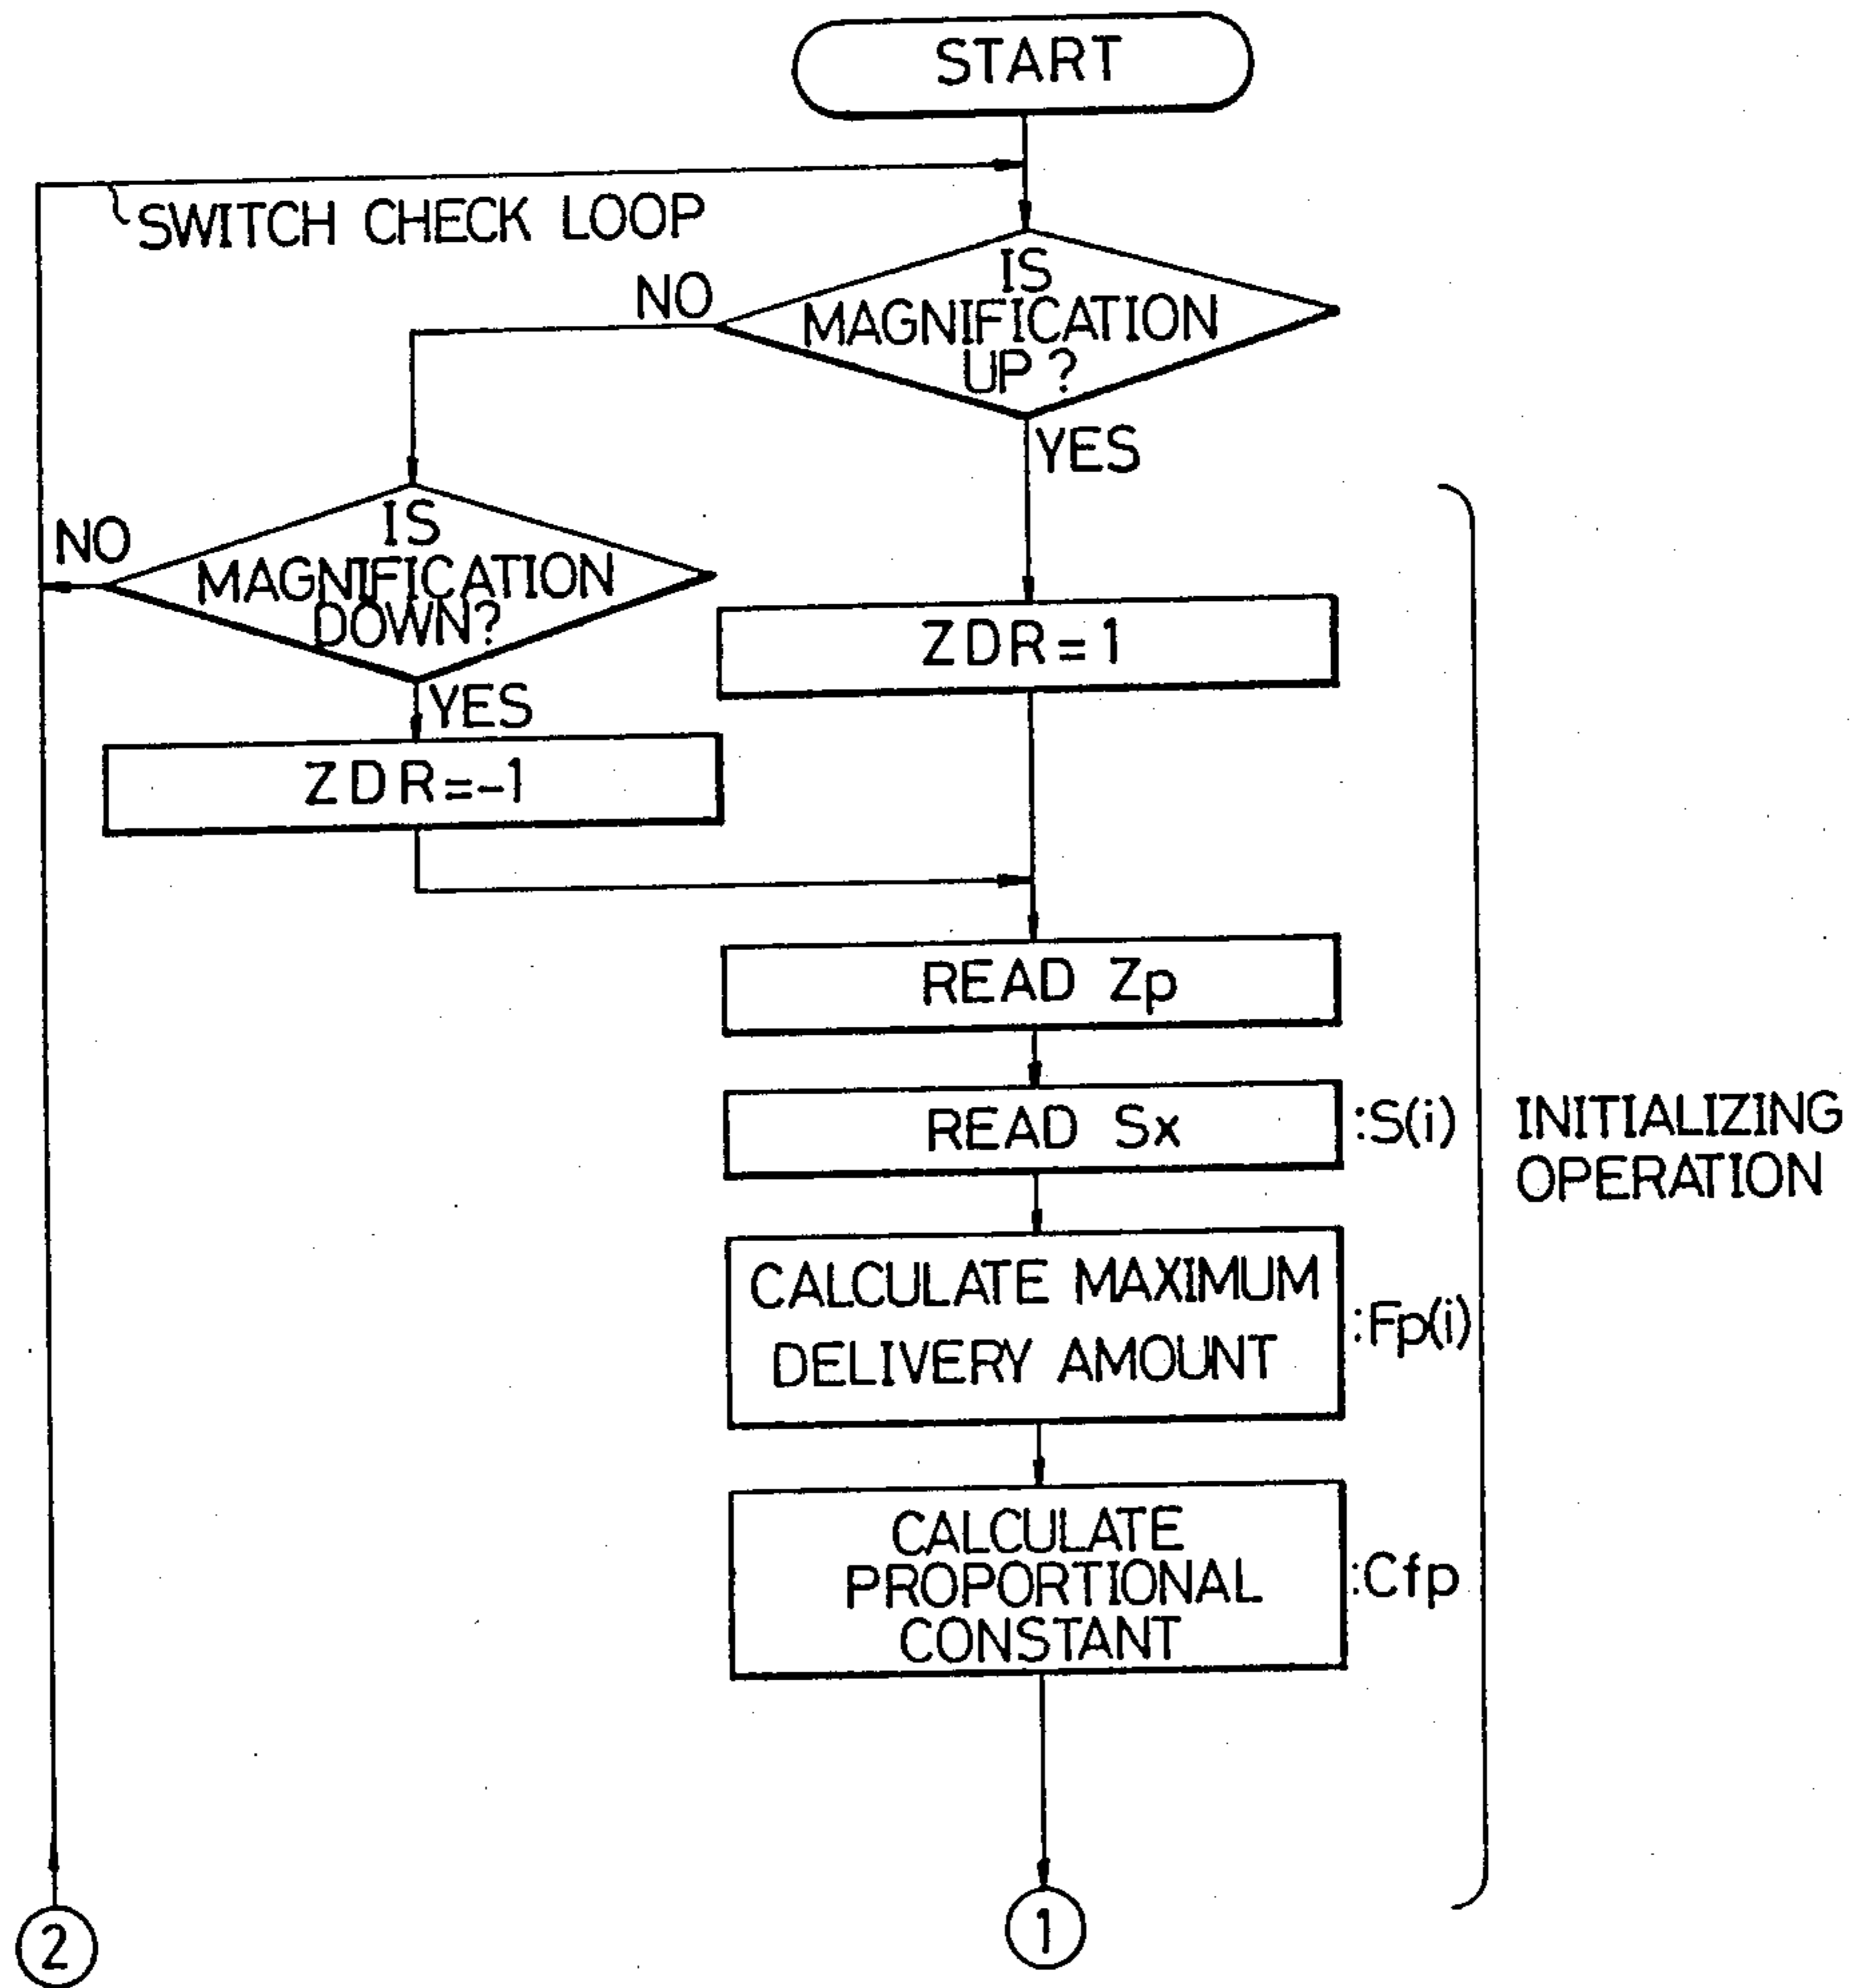 START
SWITCH CHECK LOOP
NO
IS
MAGNIFICATION
UP?
YES
NO
IS
MAGNIFICATION
DOWN?
YES
ZDR=1
ZDR=-1
READ Zp
READ Sx
:S(i)
INITIALIZING
OPERATION
CALCULATE MAXIMUM
DELIVERY AMOUNT
:Fp(i)
CALCULATE
PROPORTIONAL
CONSTANT
:Cfp
2
1